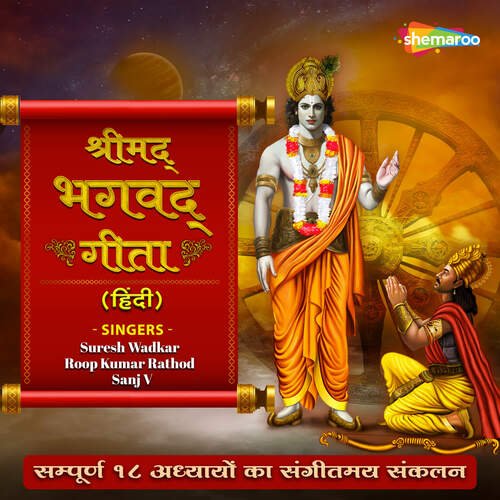 shemaroo
श्रीमद्
भगवद्
गीता
(हिंदी)
- SINGERS -
Suresh Wadkar
Roop Kumar Rathod
Sanj V
सम्पूर्ण १८ अध्यायों का संगीतमय संकलन